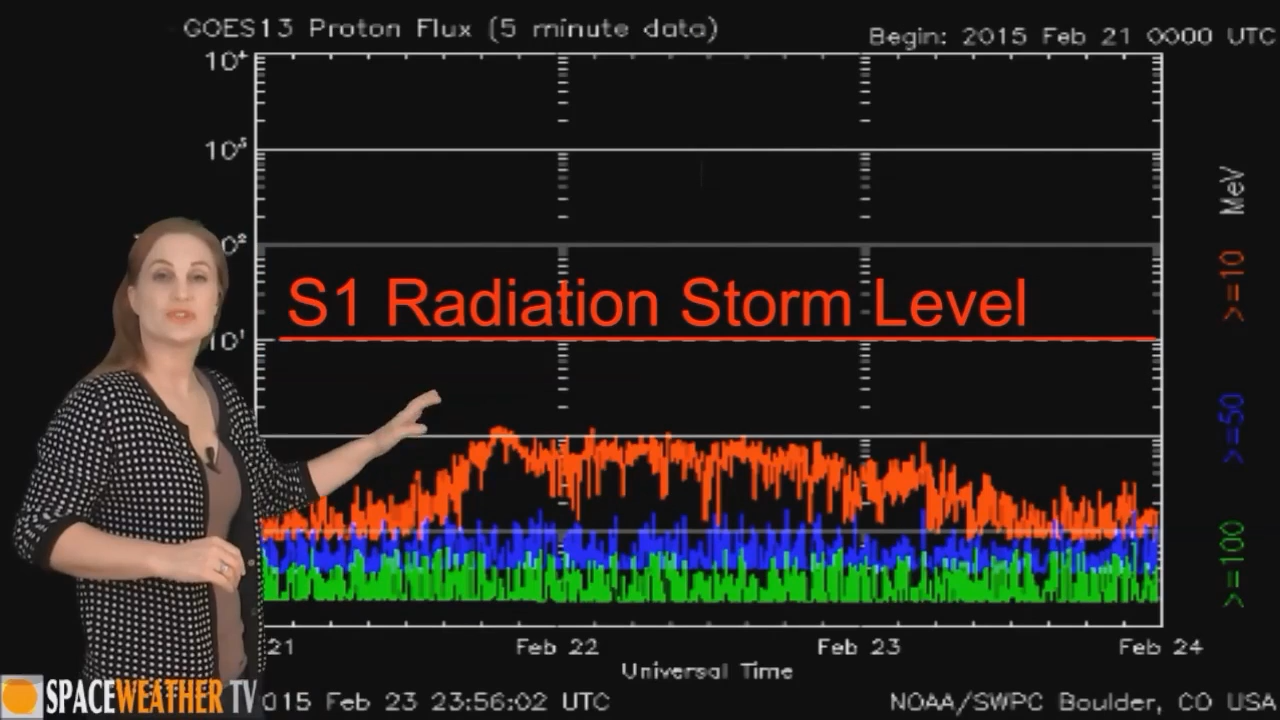 GOES13 Proton Flux (5 minute data)
Begin: 2015 Feb 21 0000 UTC
10⁴
10³
10²
S1 Radiation Storm Level
10¹
MeV
>=10
>=50
>=100
21 Feb 22 Feb 23 Feb 24
Universal Time
SPACEWEATHER TV
015 Feb 23 23:56:02 UTC
NOAA/SWPC Boulder, CO USA